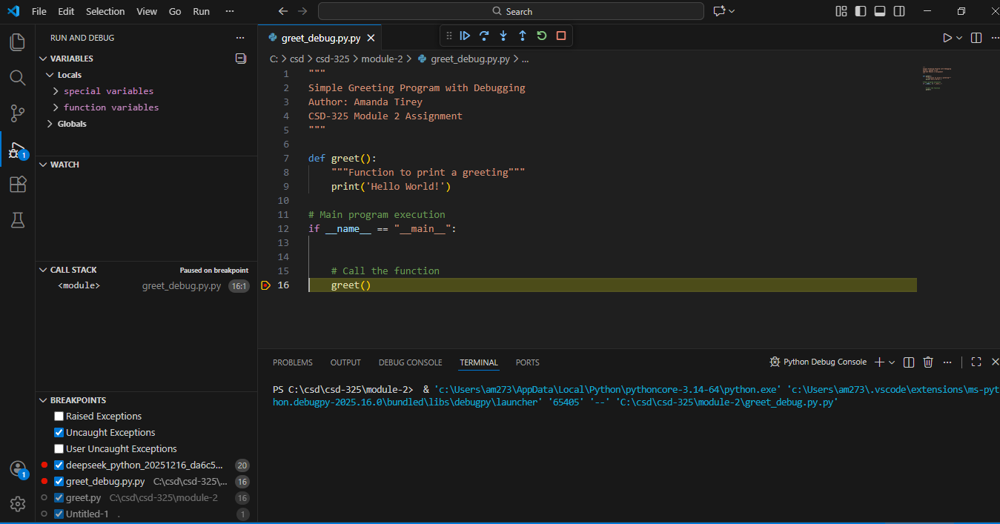 File Edit Selection View Go Run ··· Search
RUN AND DEBUG ···
VARIABLES
Locals
special variables
function variables
Globals
WATCH
CALL STACK Paused on breakpoint
<module> greet_debug.py.py 16:1
BREAKPOINTS
Raised Exceptions
Uncaught Exceptions
User Uncaught Exceptions
deepseek_python_20251216_da6c5... 20
greet_debug.py.py C:\csd\csd-325\... 16
greet.py C:\csd\csd-325\module-2 16
Untitled-1 . 1
1
1
greet_debug.py.py
C: > csd > csd-325 > module-2 > greet_debug.py.py > ...
1 """
2 Simple Greeting Program with Debugging
3 Author: Amanda Tirey
4 CSD-325 Module 2 Assignment
5 """
6
7 def greet():
8 """Function to print a greeting"""
9 print('Hello World!')
10
11 # Main program execution
12 if __name__ == "__main__":
13
14
15 # Call the function
16 greet()
PROBLEMS OUTPUT DEBUG CONSOLE TERMINAL PORTS Python Debug Console
PS C:\csd\csd-325\module-2> & 'c:\Users\am273\AppData\Local\Python\pythoncore-3.14-64\python.exe' 'c:\Users\am273\.vscode\extensions\ms-pyt
hon.debugpy-2025.16.0\bundled\libs\debugpy\launcher' '65405' '--' 'C:\csd\csd-325\module-2\greet_debug.py.py'